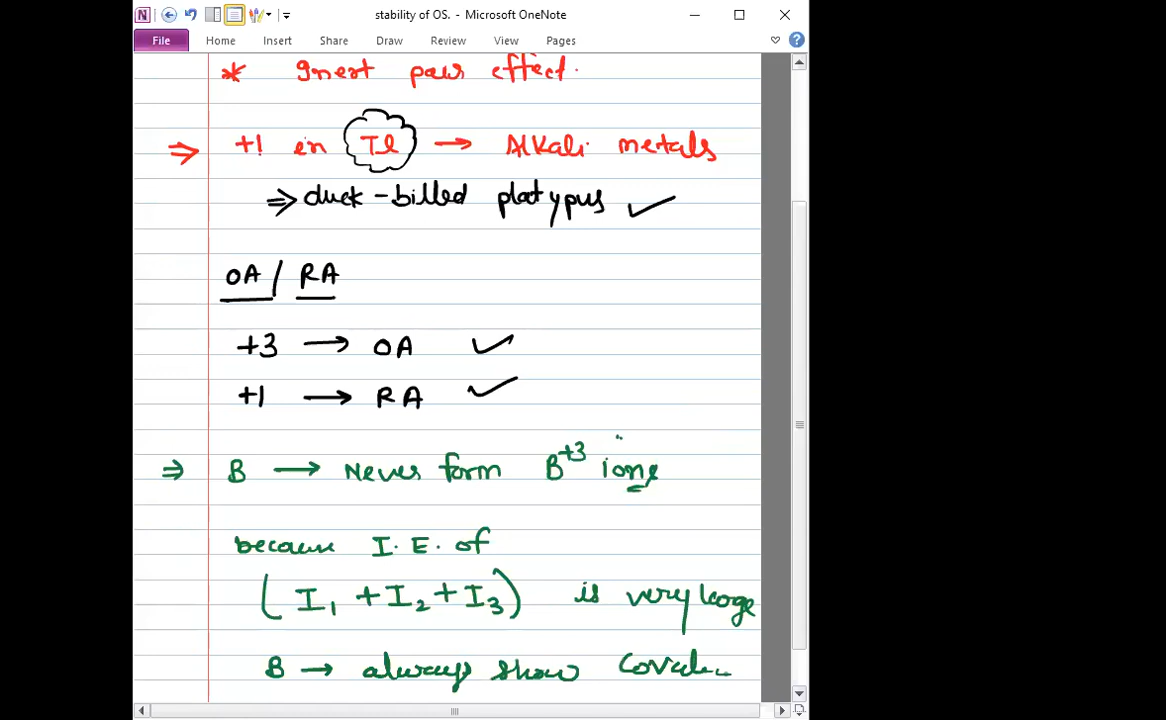 stability of OS. - Microsoft OneNote
File Home Insert Share Draw Review View Pages
* Inert pair effect.
⇒ +1 in Tl → Alkali metals
⇒ duck-billed platypus ✓
OA / RA
+3 → OA ✓
+1 → RA ✓
⇒ B → Never form B+3 ions
because I.E. of
(I1 + I2 + I3) is very large
B → always show